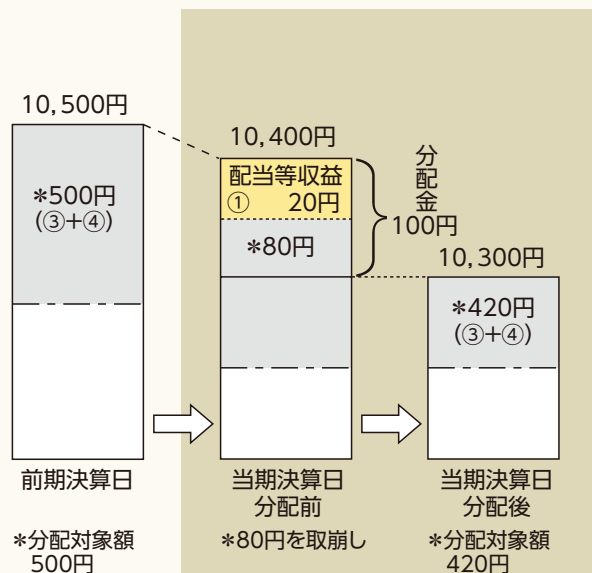 10,500円
*500円
(③+④)
前期決算日
*分配対象額
500円
10,400円
配当等収益
① 20円
*80円
分配金
100円
当期決算日
分配前
*80円を取崩し
10,300円
*420円
(③+④)
当期決算日
分配後
*分配対象額
420円